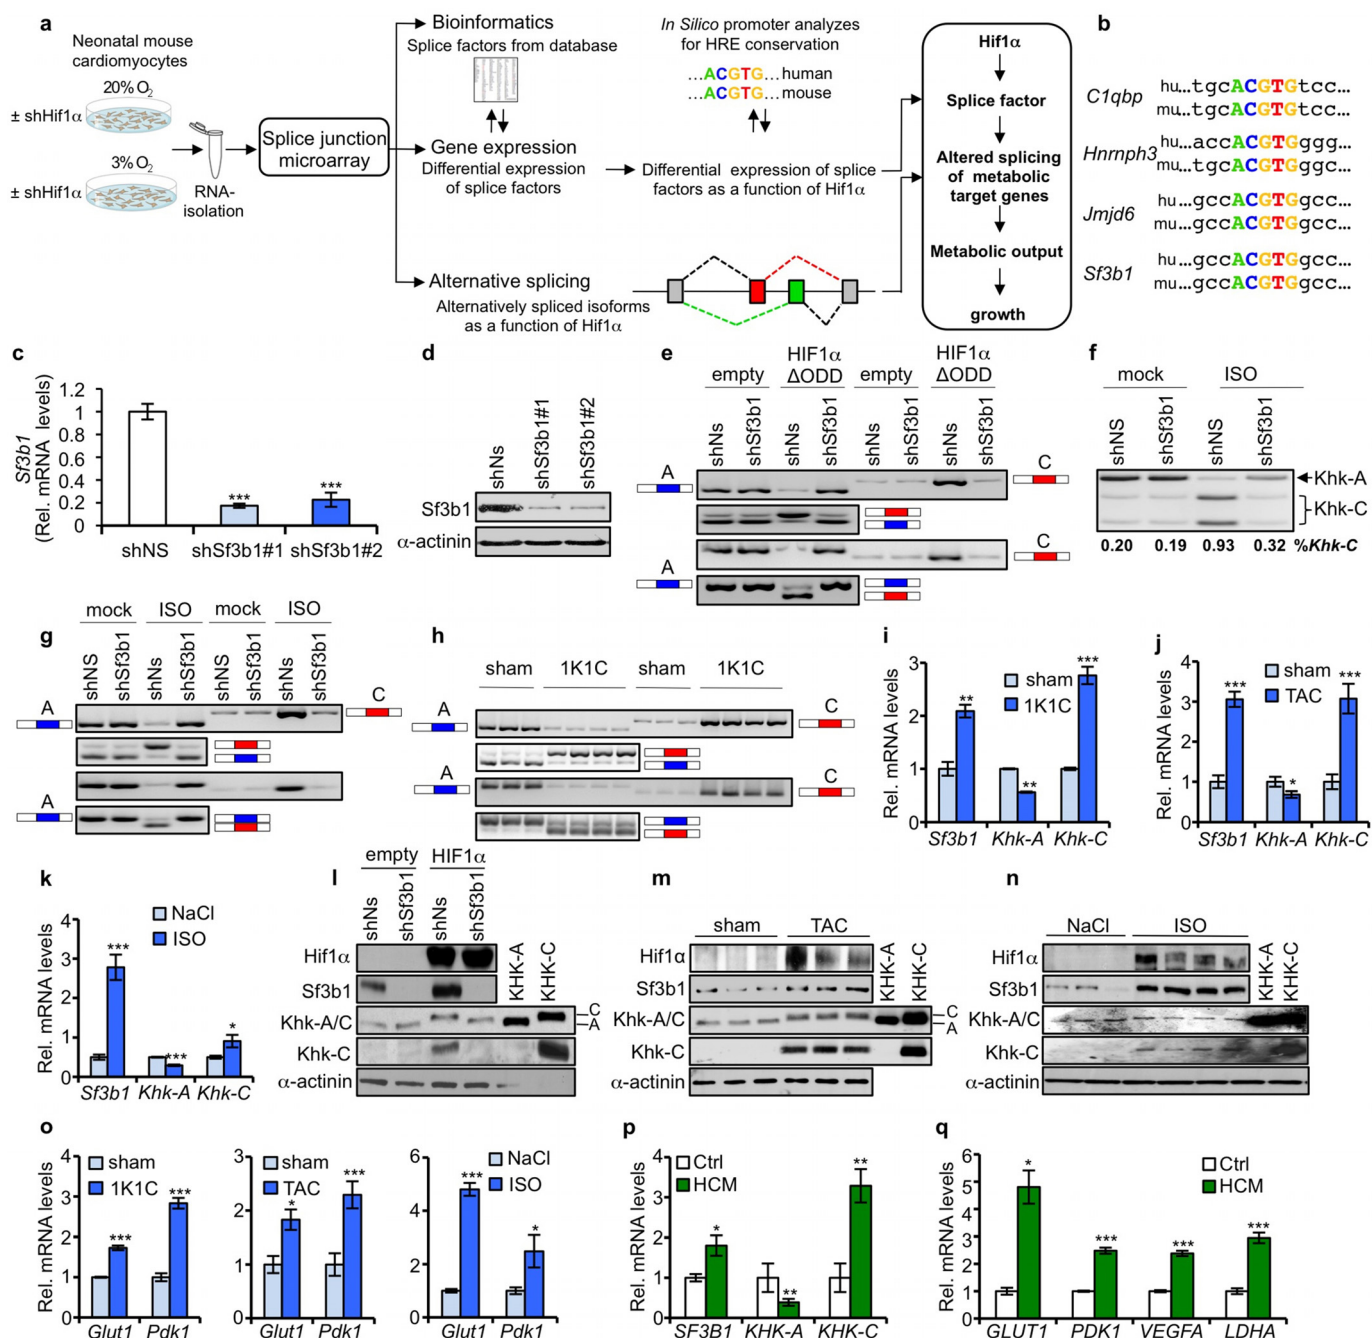 a
Neonatal mouse
cardiomyocytes
20% O2
± shHif1α
3% O2
± shHif1α
RNA-
isolation
Splice junction
microarray
Bioinformatics
Splice factors from database
Gene expression
Differential expression
of splice factors
Alternative splicing
Alternatively spliced isoforms
as a function of Hif1α
In Silico promoter analyzes
for HRE conservation
...ACGTG...human
...ACGTG...mouse
Differential expression of splice
factors as a function of Hif1α
Hif1α
Splice factor
Altered splicing
of metabolic
target genes
Metabolic output
growth
b
C1qbp
hu...tgcACGTGtcc...
mu...tgcACGTGtcc...
Hnrnph3
hu...accACGTGggg...
mu...tgcACGTGggc...
Jmjd6
hu...gccACGTGgcc...
mu...gccACGTGgcc...
Sf3b1
hu...gccACGTGgcc...
mu...gccACGTGgcc...
c
Sf3b1
(Rel. mRNA levels)
1.2
1
0.8
0.6
0.4
0.2
0
*** ***
shNS shSf3b1#1 shSf3b1#2
d
shNs shSf3b1#1 shSf3b1#2
Sf3b1
α-actinin
e
empty HIF1α ΔODD empty HIF1α ΔODD
shNs shSf3b1 shNs shSf3b1 shNs shSf3b1 shNs shSf3b1
A C
A C
f
mock ISO
shNS shSf3b1 shNS shSf3b1
Khk-A
Khk-C
0.20 0.19 0.93 0.32 %Khk-C
g
mock ISO mock ISO
shNS shSf3b1 shNs shSf3b1 shNS shSf3b1 shNs shSf3b1
A C
A
h
sham 1K1C sham 1K1C
A C
A C
i
Rel. mRNA levels
3
2
1
0
sham
1K1C
** ** ***
Sf3b1 Khk-A Khk-C
j
Rel. mRNA levels
4
3
2
1
0
sham
TAC
*** * ***
Sf3b1 Khk-A Khk-C
k
Rel. mRNA levels
4
3
2
1
0
NaCl
ISO
*** *** *
Sf3b1 Khk-A Khk-C
l
empty HIF1α
shNs shSf3b1 shNs shSf3b1 KHK-A KHK-C
Hif1α
Sf3b1
Khk-A/C
C
A
Khk-C
α-actinin
m
sham TAC
KHK-A KHK-C
Hif1α
Sf3b1
Khk-A/C
C
A
Khk-C
α-actinin
n
NaCl ISO
KHK-A KHK-C
Hif1α
Sf3b1
Khk-A/C
Khk-C
α-actinin
o
Rel. mRNA levels
4
3
2
1
0
sham
1K1C
*** ***
Glut1 Pdk1
3
2
1
0
sham
TAC
* ***
Glut1 Pdk1
6
4
2
0
NaCl
ISO
*** *
Glut1 Pdk1
p
Rel. mRNA levels
4
3
2
1
0
Ctrl
HCM
* ** **
SF3B1 KHK-A KHK-C
q
Rel. mRNA levels
6
5
4
3
2
1
0
Ctrl
HCM
* *** *** ***
GLUT1 PDK1 VEGFA LDHA